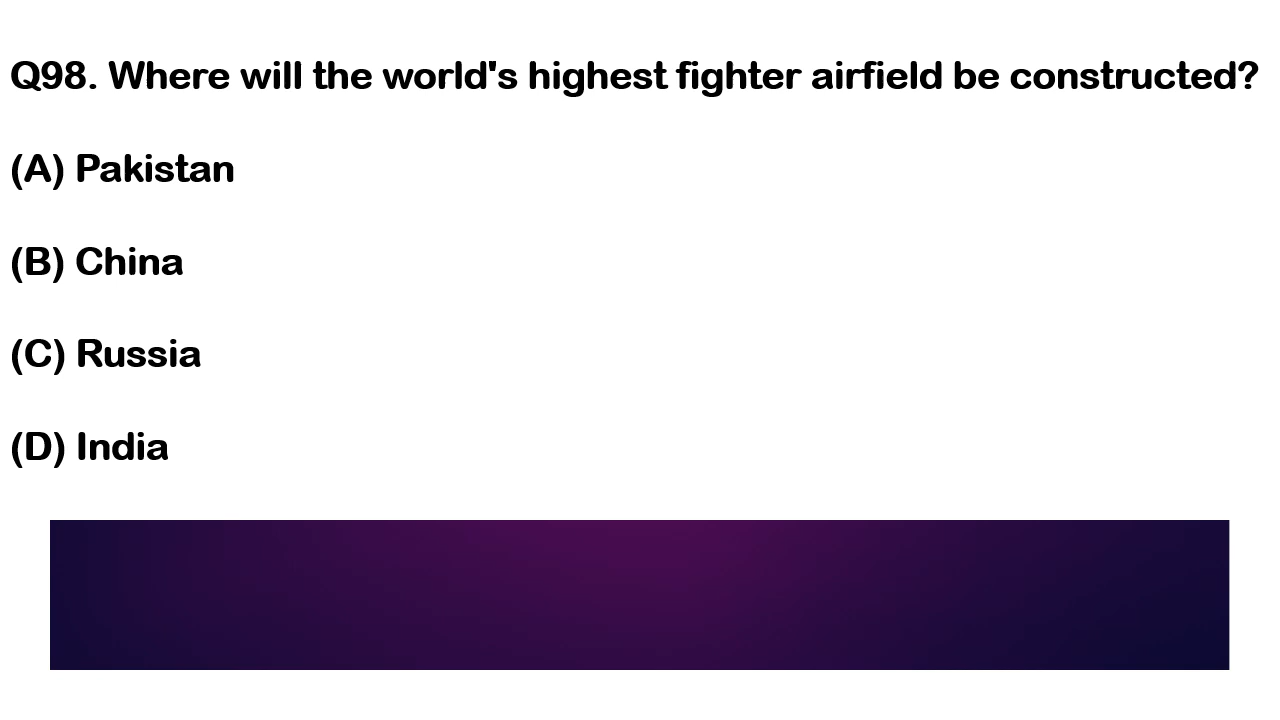 Q98. Where will the world's highest fighter airfield be constructed?
(A) Pakistan
(B) China
(C) Russia
(D) India